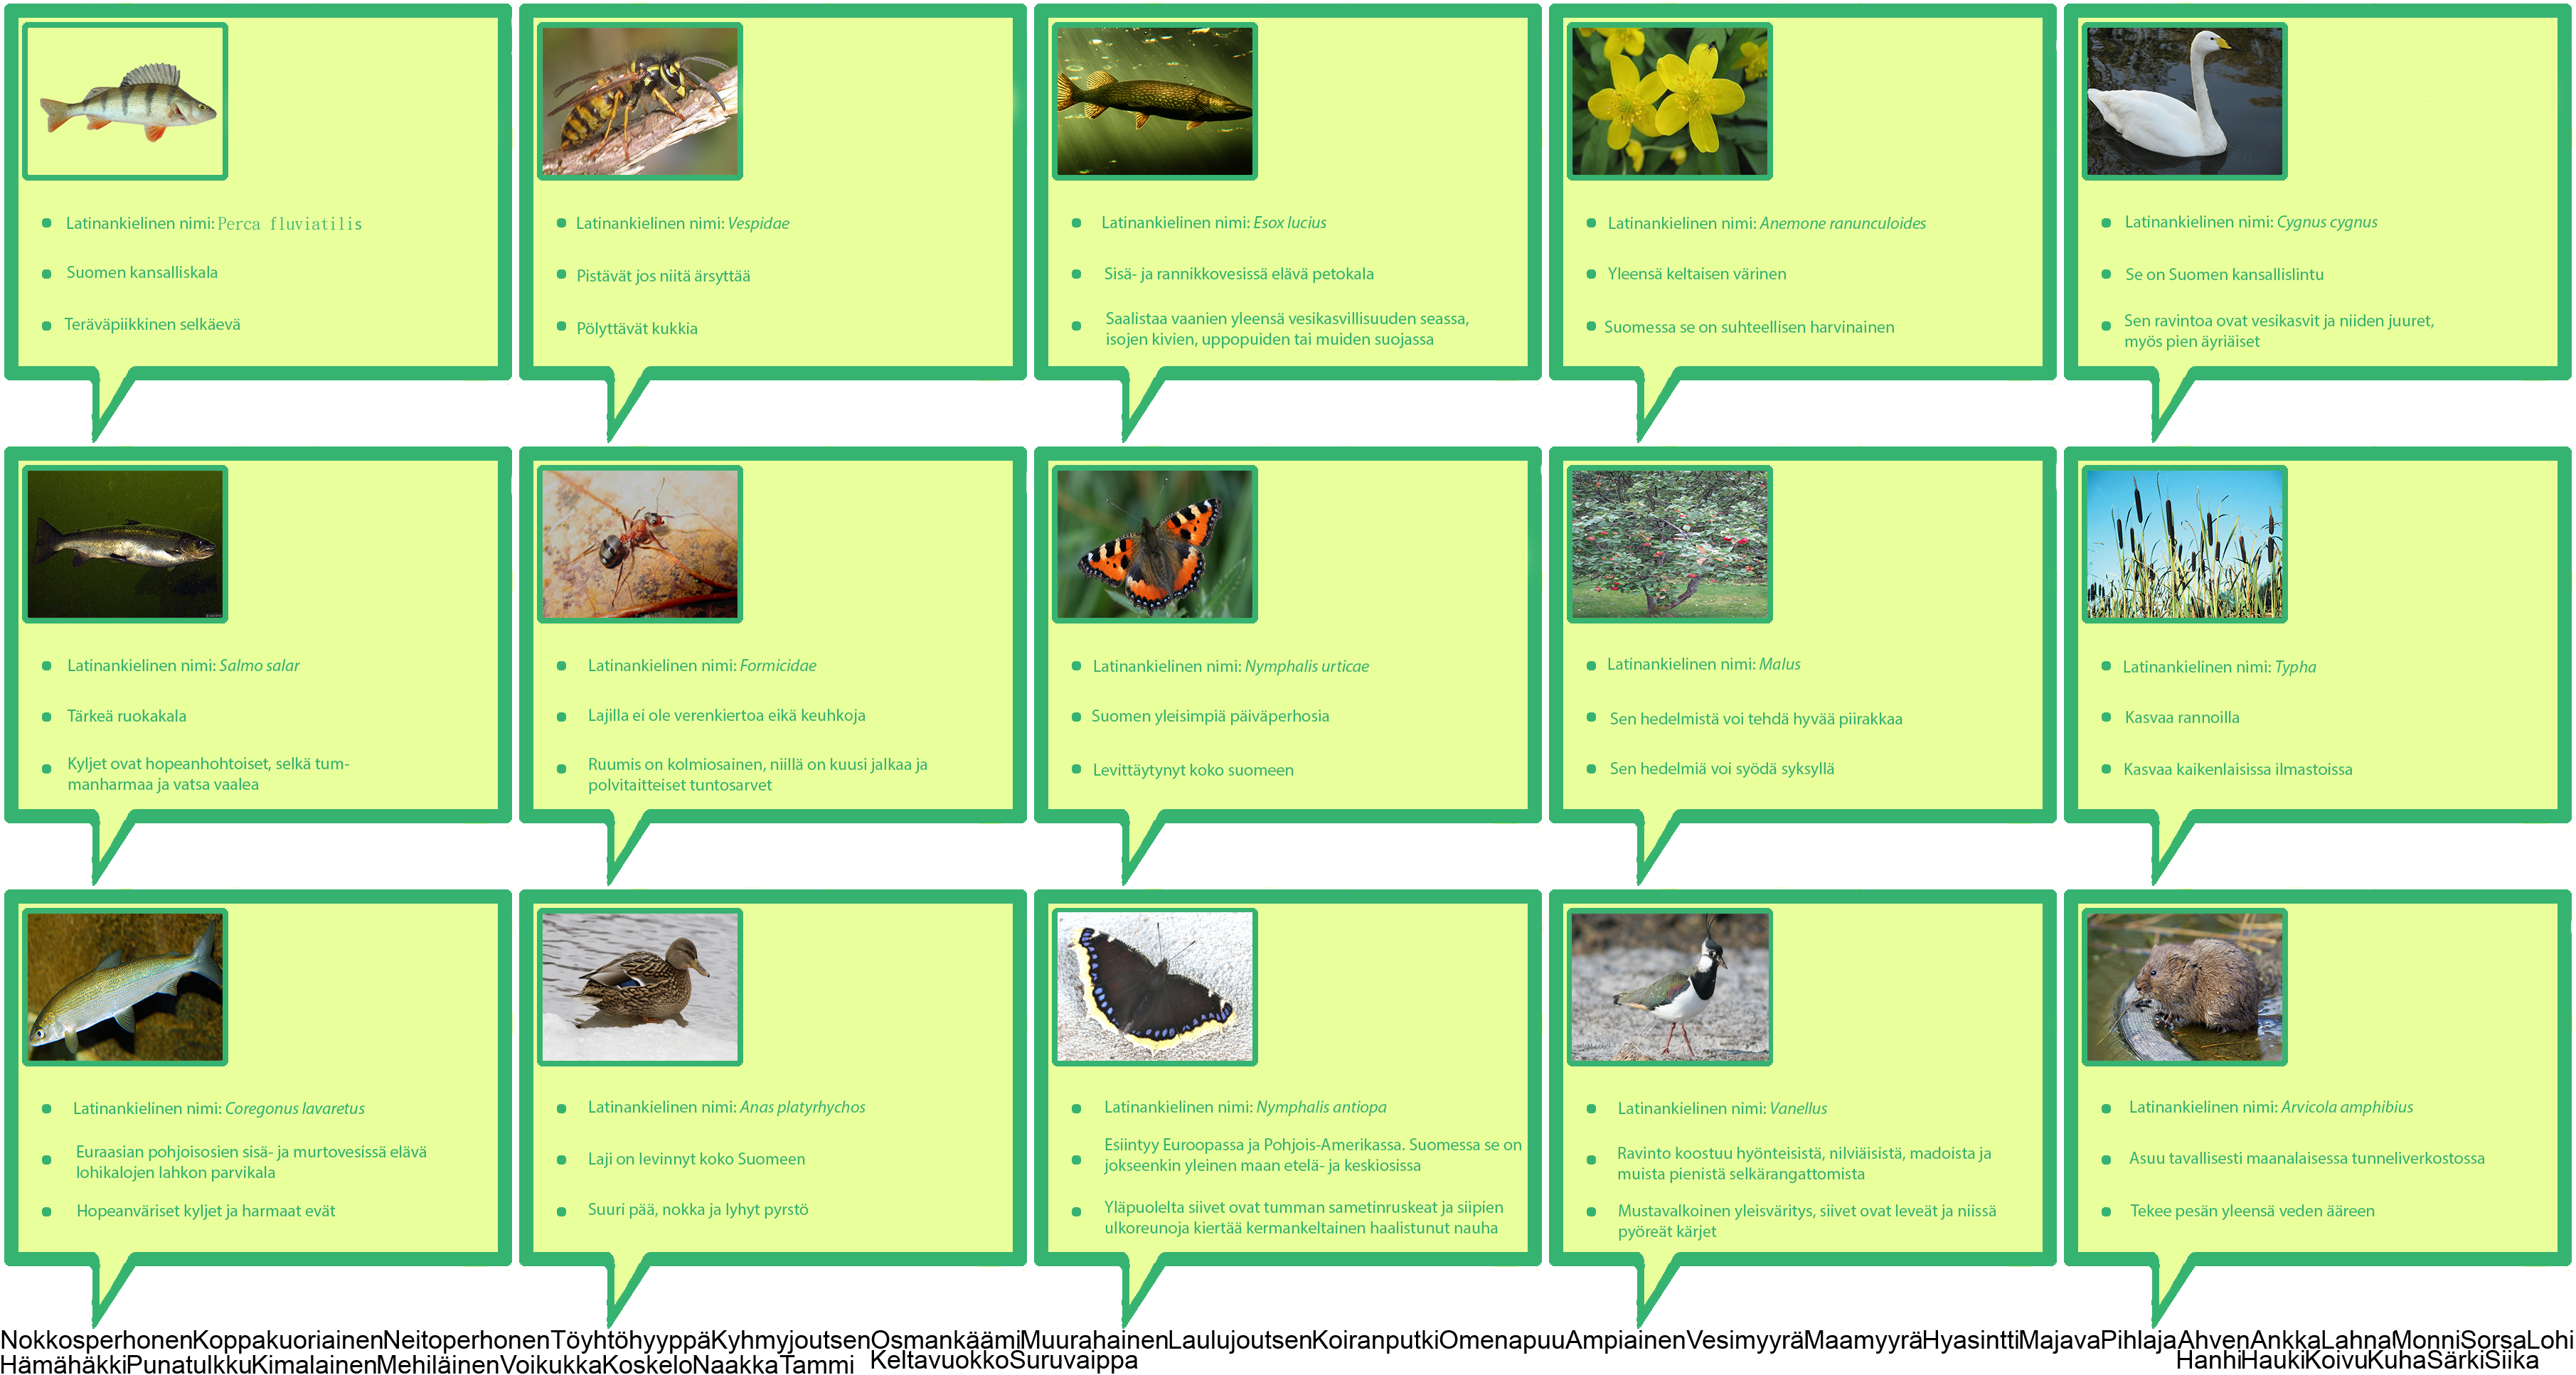 Latinankielinen nimi: Perca fluviatilis
Suomen kansalliskala
Teräväpiikkinen selkäevä
Latinankielinen nimi: Vespidae
Pistävät jos niitä ärsyttää
Pölyttävät kukkia
Latinankielinen nimi: Esox lucius
Sisä- ja rannikkovesissä elävä petokala
Saalistaa vaanien yleensä vesikasvillisuuden seassa,
isojen kivien, uppopuiden tai muiden suojassa
Latinankielinen nimi: Anemone ranunculoides
Yleensä keltaisen värinen
Suomessa se on suhteellisen harvinainen
Latinankielinen nimi: Cygnus cygnus
Se on Suomen kansallislintu
Sen ravintoa ovat vesikasvit ja niiden juuret,
myös pien äyriäiset
Latinankielinen nimi: Salmo salar
Tärkeä ruokakala
Kyljet ovat hopeanhohtoiset, selkä tum-
manharmaa ja vatsa vaalea
Latinankielinen nimi: Formicidae
Lajilla ei ole verenkiertoa eikä keuhkoja
Ruumis on kolmiosainen, niillä on kuusi jalkaa ja
polvitaitteiset tuntosarvet
Latinankielinen nimi: Nymphalis urticae
Suomen yleisimpiä päiväperhosia
Levittäytynyt koko suomeen
Latinankielinen nimi: Malus
Sen hedelmistä voi tehdä hyvää piirakkaa
Sen hedelmiä voi syödä syksyllä
Latinankielinen nimi: Typha
Kasvaa rannoilla
Kasvaa kaikenlaisissa ilmastoissa
Latinankielinen nimi: Coregonus lavaretus
Euraasian pohjoisosien sisä- ja murtovesissä elävä
lohikalojen lahkon parvikala
Hopeanväriset kyljet ja harmaat evät
Latinankielinen nimi: Anas platyrhychos
Laji on levinnyt koko Suomeen
Suuri pää, nokka ja lyhyt pyrstö
Latinankielinen nimi: Nymphalis antiopa
Esiintyy Euroopassa ja Pohjois-Amerikassa. Suomessa se on
jokseenkin yleinen maan etelä- ja keskiosissa
Yläpuolelta siivet ovat tumman sametinruskeat ja siipien
ulkoreunoja kiertää kermankeltainen haalistunut nauha
Latinankielinen nimi: Vanellus
Ravinto koostuu hyönteisistä, nilviäisistä, madoista ja
muista pienistä selkärangattomista
Mustavalkoinen yleisväritys, siivet ovat leveät ja niissä
pyöreät kärjet
Latinankielinen nimi: Arvicola amphibius
Asuu tavallisesti maanalaisessa tunneliverkostossa
Tekee pesän yleensä veden ääreen
NokkosperhonenKoppakuoriainenNeitoperhonenTöyhtöhyyppäKyhmyjoutsenOsmankäämiMuurahainenLaulujoutsenKoiranputkiOmenapuuAmpiainenVesimyyräMaamyyräHyasinttiMajavaPihlajaAhvenAnkkaLahnaMonniSorsaLohi
HämähäkkiPunatulkkuKimalainenMehiläinenVoikukkaKoskeloNaakkaTammi KeltavuokkoSuruvaippa HanhiHaukiKoivuKuhaSärkiSiika